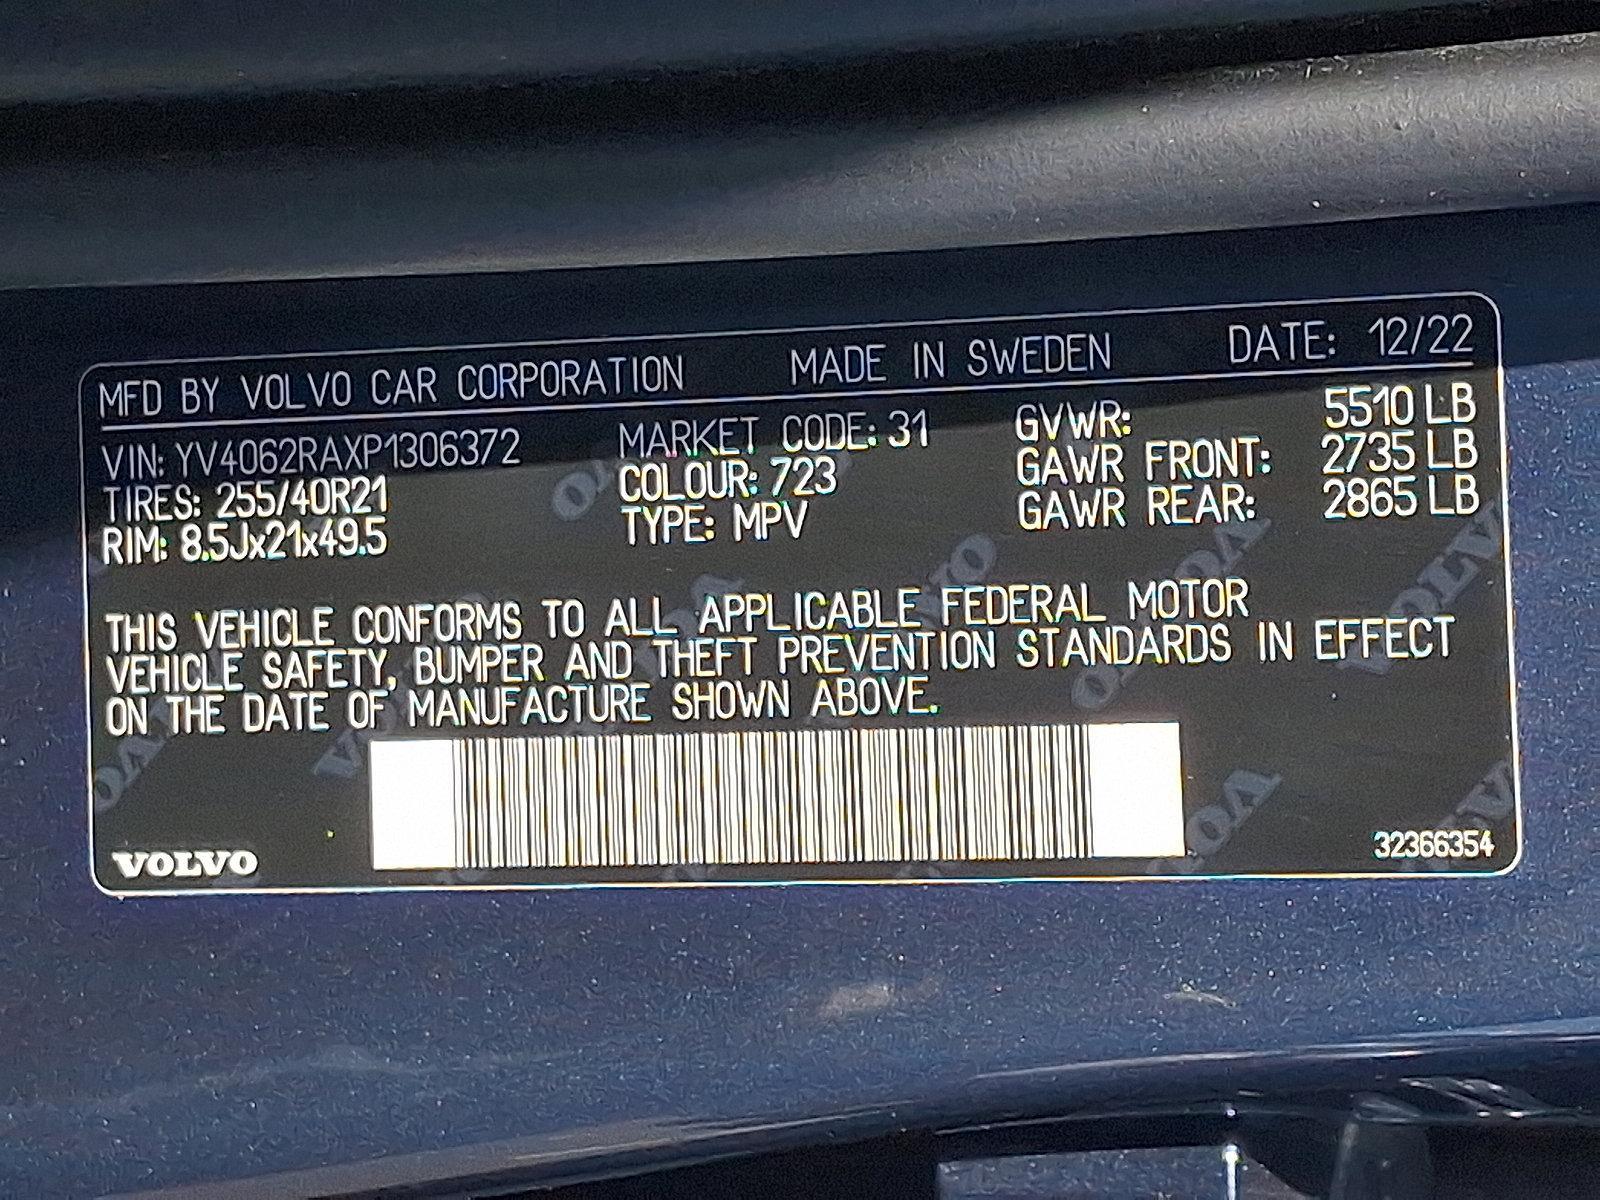 MFD BY VOLVO CAR CORPORATION MADE IN SWEDEN DATE: 12/22
VIN: YV4062RAXP1306372 MARKET CODE: 31 GVWR: 5510 LB
TIRES: 255/40R21 COLOUR: 723 GAWR FRONT: 2735 LB
RIM: 8.5Jx21x49.5 TYPE: MPV GAWR REAR: 2865 LB
THIS VEHICLE CONFORMS TO ALL APPLICABLE FEDERAL MOTOR
VEHICLE SAFETY, BUMPER AND THEFT PREVENTION STANDARDS IN EFFECT
ON THE DATE OF MANUFACTURE SHOWN ABOVE.
VOLVO 32366354